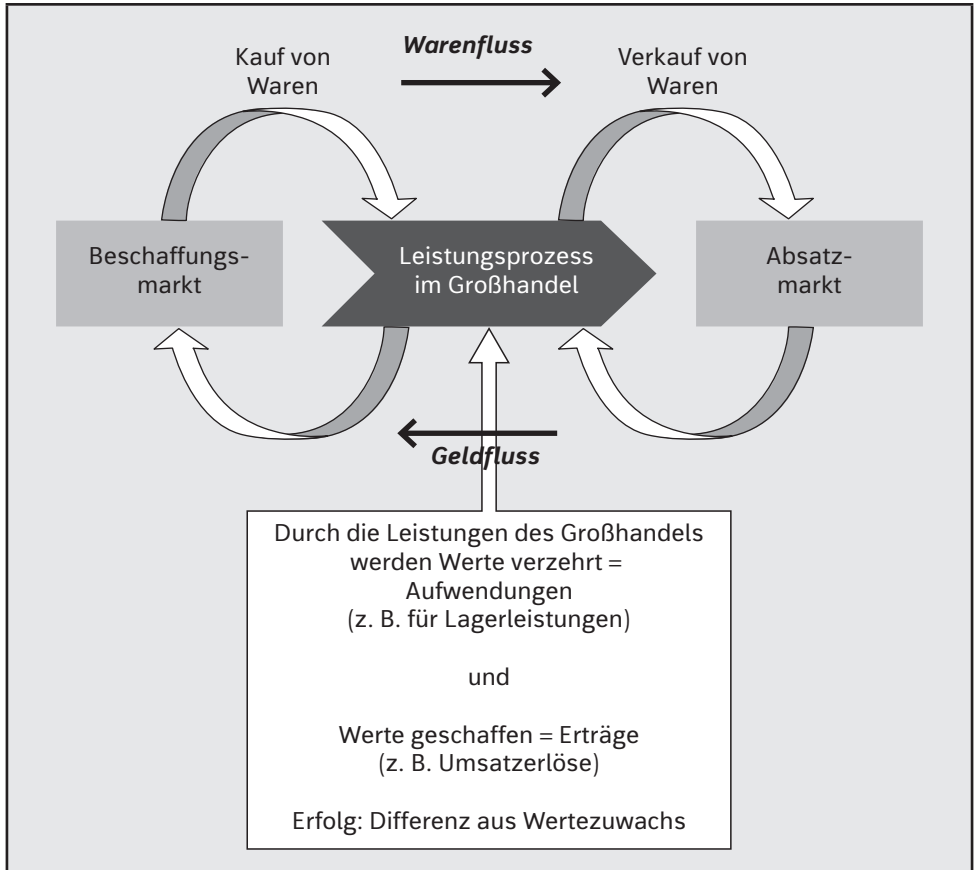 Warenfluss
Kauf von
Waren
Verkauf von
Waren
Beschaffungs-
markt
Leistungsprozess
im Großhandel
Absatz-
markt
Geldfluss
Durch die Leistungen des Großhandels
werden Werte verzehrt =
Aufwendungen
(z. B. für Lagerleistungen)
und
Werte geschaffen = Erträge
(z. B. Umsatzerlöse)
Erfolg: Differenz aus Wertezuwachs